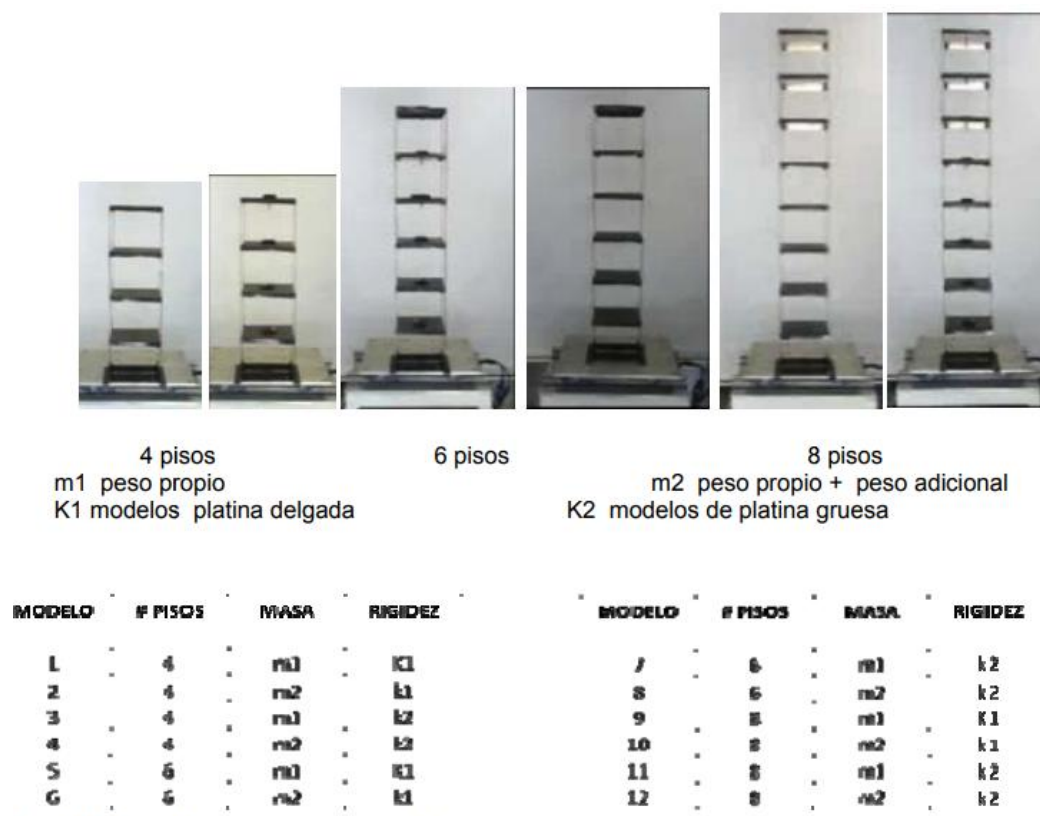 4 pisos 6 pisos 8 pisos
m1 peso propio m2 peso propio + peso adicional
K1 modelos platina delgada K2 modelos de platina gruesa
MODELO # PISOS MASA RIGIDEZ MODELO # PISOS MASA RIGIDEZ
1 4 m1 K1 7 6 m1 k2
2 4 m2 k1 8 6 m2 k2
3 4 m1 k2 9 8 m1 K1
4 4 m2 k2 10 8 m2 k1
5 6 m1 K1 11 8 m1 k2
6 6 m2 k1 12 8 m2 k2